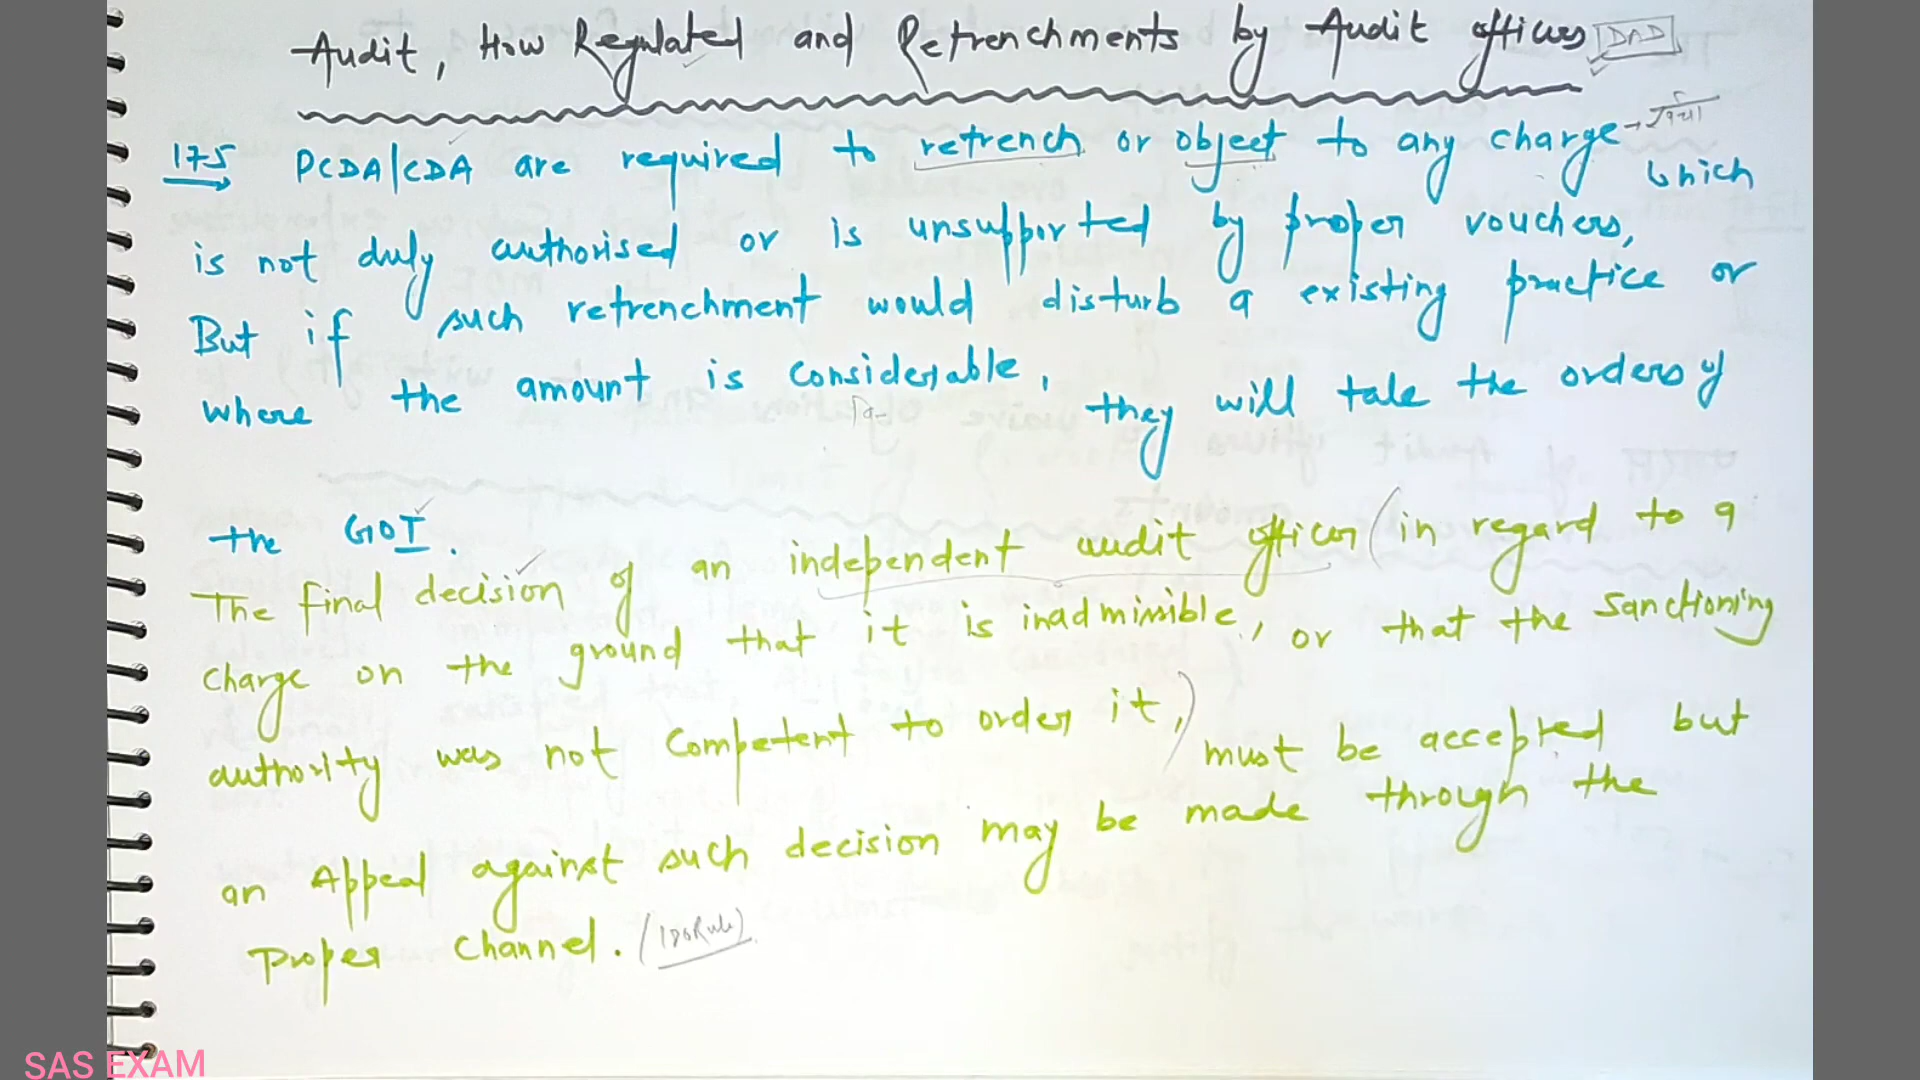 Audit, How Regulated and Retrenchments by Audit officers DAD
175 PCDA/CDA are required to retrench or object to any charge → which
is not duly authorised or is unsupported by proper vouchers,
But if such retrenchment would disturb a existing practice or
where the amount is considerable, they will take the orders of
the GOI.
The final decision of an independent audit officer (in regard to a
charge on the ground that it is inadmissible, or that the sanctioning
authority was not competent to order it,) must be accepted but
an Appeal against such decision may be made through the
proper channel. (180 Rule)
SAS EXAM